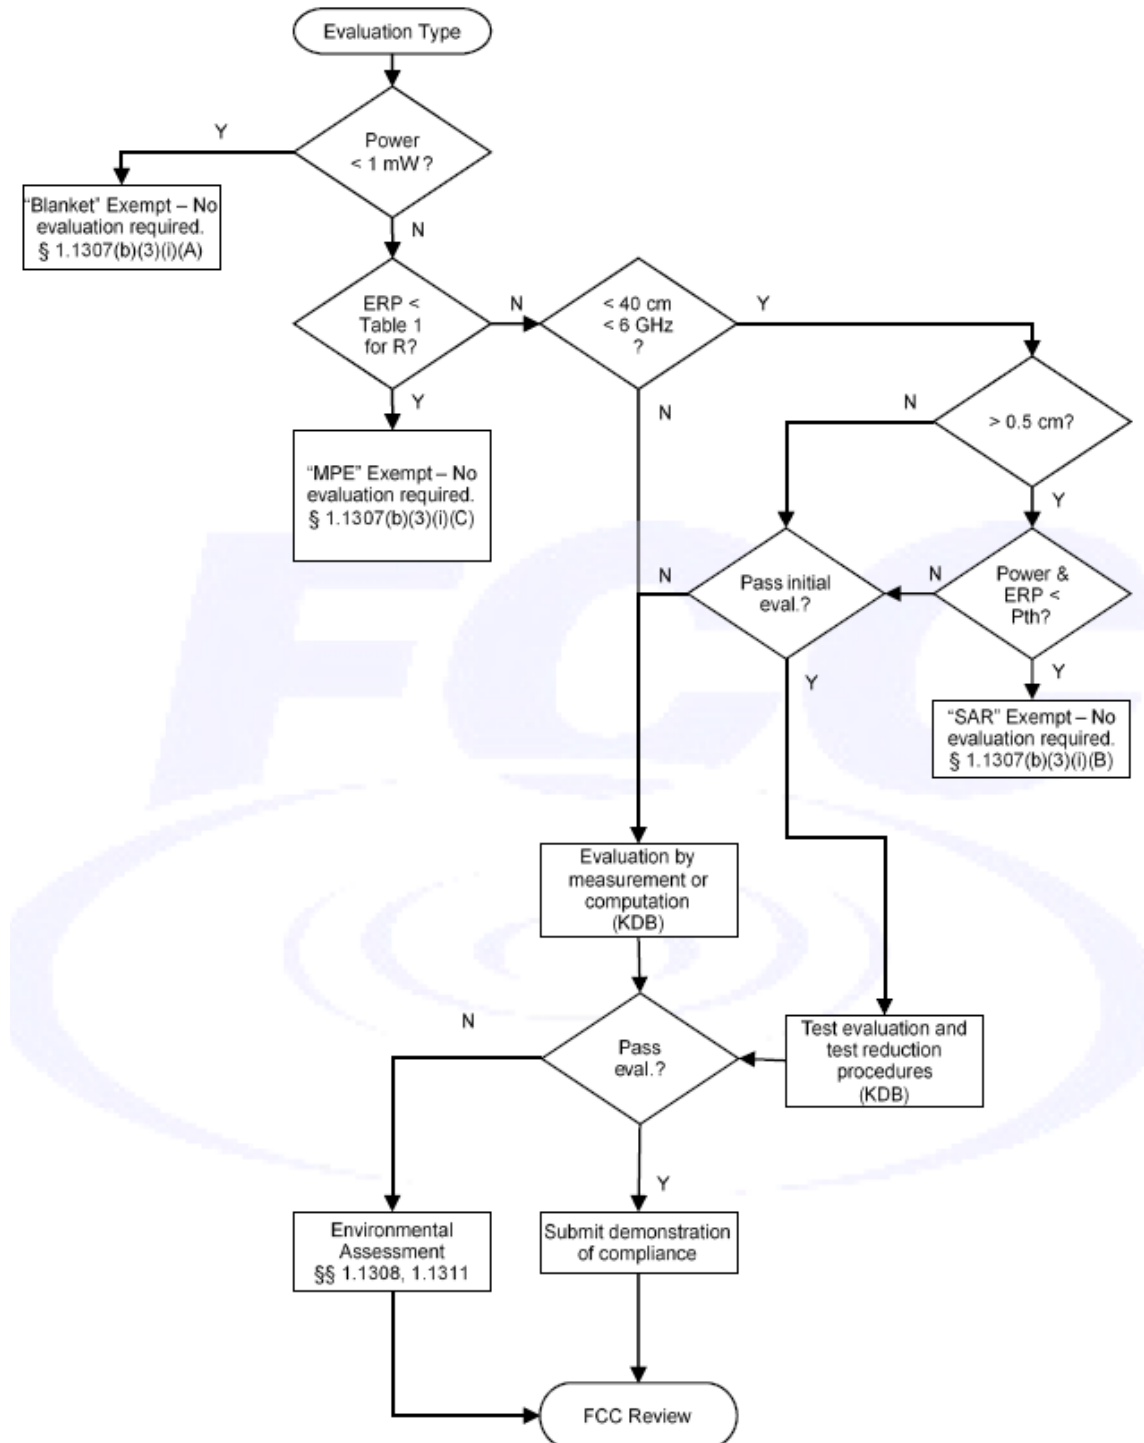 Evaluation Type
Power
< 1 mW ?
Y
N
"Blanket" Exempt – No
evaluation required.
§ 1.1307(b)(3)(i)(A)
ERP <
Table 1
for R?
N
Y
< 40 cm
< 6 GHz
?
Y
N
"MPE" Exempt – No
evaluation required.
§ 1.1307(b)(3)(i)(C)
> 0.5 cm?
N
Y
Pass initial
eval.?
N
Y
Power &
ERP <
Pth?
N
Y
"SAR" Exempt – No
evaluation required.
§ 1.1307(b)(3)(i)(B)
FCC
Evaluation by
measurement or
computation
(KDB)
Test evaluation and
test reduction
procedures
(KDB)
Pass
eval.?
N
Y
Environmental
Assessment
§§ 1.1308, 1.1311
Submit demonstration
of compliance
FCC Review